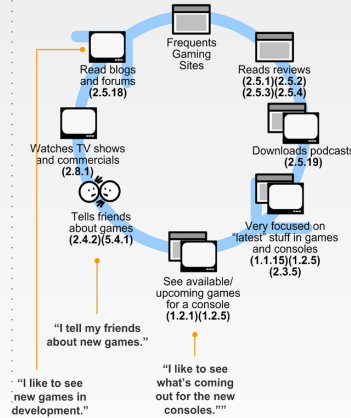 Frequents
Gaming
Sites
Reads reviews
(2.5.1)(2.5.2)
(2.5.3)(2.5.4)
Downloads podcasts
(2.5.19)
Very focused on
"latest" stuff in games
and consoles
(1.1.15)(1.2.5)
(2.3.5)
See available/
upcoming games
for a console
(1.2.1)(1.2.5)
Tells friends
about games
(2.4.2)(5.4.1)
Watches TV shows
and commercials
(2.8.1)
Read blogs
and forums
(2.5.18)
"I tell my friends
about new games."
"I like to see
new games in
development."
"I like to see
what's coming
out for the new
consoles.""